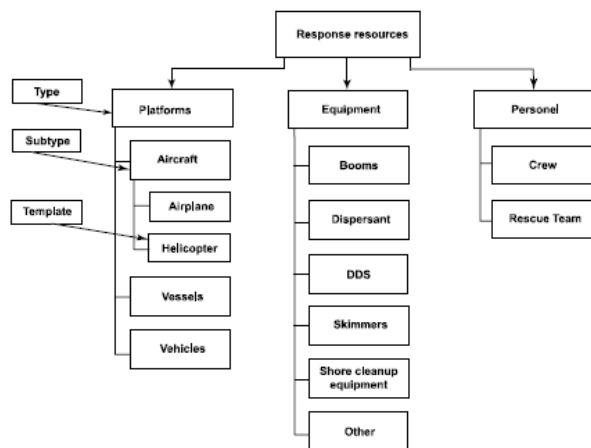 Response resources
Type
Platforms
Equipment
Personel
Subtype
Aircraft
Booms
Crew
Template
Airplane
Dispersant
Rescue Team
Helicopter
DDS
Vessels
Skimmers
Vehicles
Shore cleanup
equipment
Other